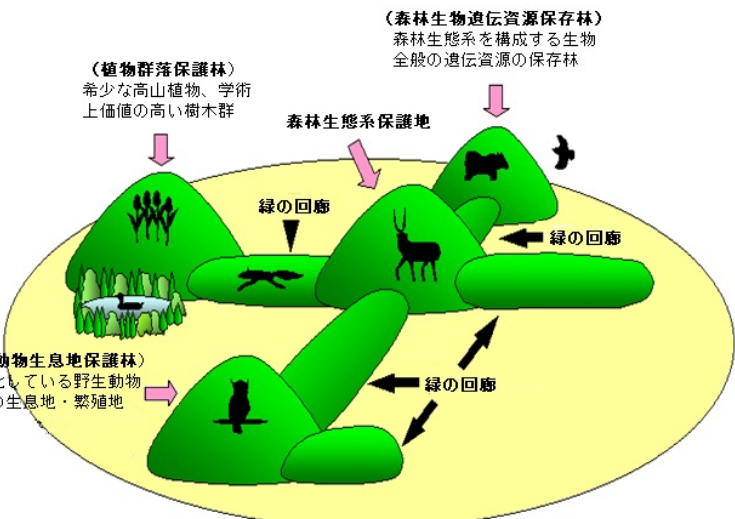 (森林生物遺伝資源保存林)
森林生態系を構成する生物
全般の遺伝資源の保存林
(植物群落保護林)
希少な高山植物、学術
上価値の高い樹木群
森林生態系保護地
緑の回廊
緑の回廊
動物生息地保護林)
としている野生動物
の生息地・繁殖地
緑の回廊